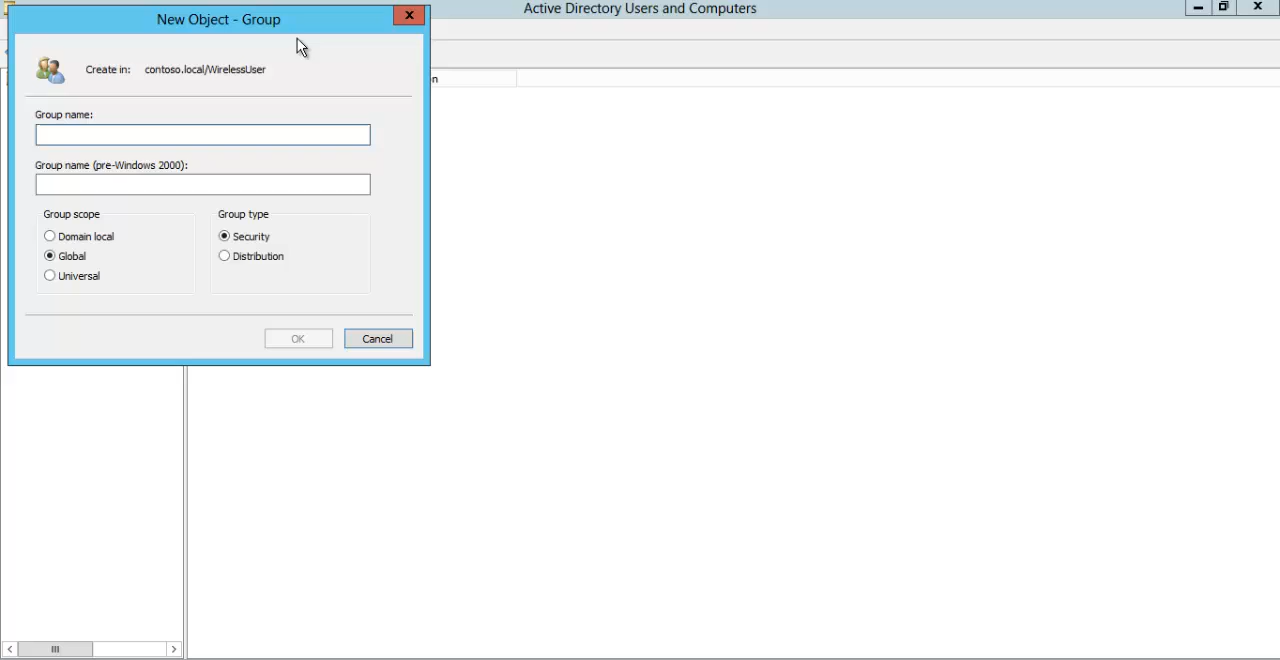 Active Directory Users and Computers
New Object - Group
Create in: contoso.local/WirelessUser
Group name:
Group name (pre-Windows 2000):
Group scope
Domain local
Global
Universal
Group type
Security
Distribution
OK
Cancel